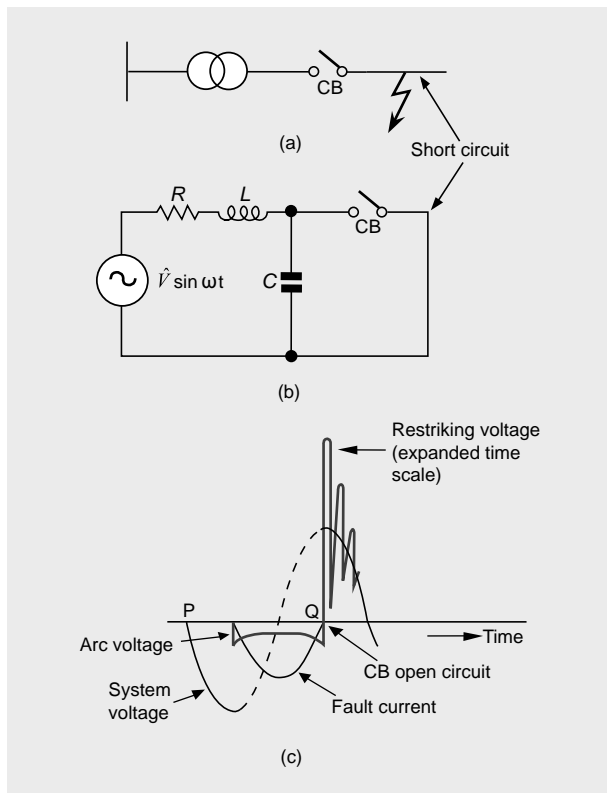 CB
(a)
Short circuit
R
L
CB
V̂ sin ωt
C
(b)
Restriking voltage
(expanded time
scale)
P
Q
Arc voltage
Time
CB open circuit
System
voltage
Fault current
(c)